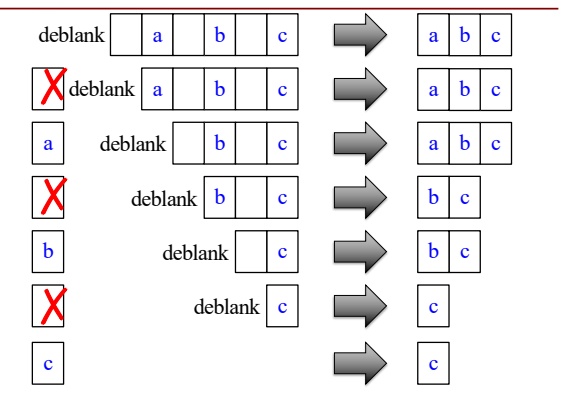 deblank a b c a b c
X deblank a b c a b c
a deblank b c a b c
X deblank b c b c
b deblank c b c
X deblank c c
c c